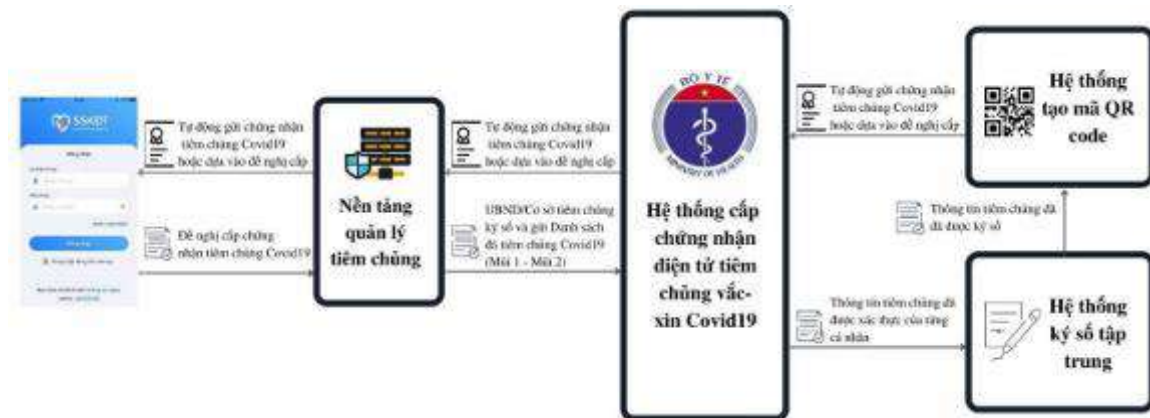 SSKĐT
Tự động gửi chứng nhận
tiêm chủng Covid19
hoặc dựa vào đề nghị cấp
Đề nghị cấp chứng
nhận tiêm chủng Covid19
Nền tảng
quản lý
tiêm chủng
Tự động gửi chứng nhận
tiêm chủng Covid19
hoặc dựa vào đề nghị cấp
UBND/Cơ sở tiêm chủng
ký số và gửi Danh sách
đã tiêm chủng Covid19
(Mũi 1 - Mũi 2)
BỘ Y TẾ
MINISTRY OF HEALTH
Hệ thống cấp
chứng nhận
điện tử tiêm
chủng vắc-
xin Covid19
Tự động gửi chứng nhận
tiêm chủng Covid19
hoặc dựa vào đề nghị cấp
Thông tin tiêm chủng đã
được xác thực của từng
cá nhân
Hệ thống
tạo mã QR
code
Thông tin tiêm chủng đã
đã được ký số
Hệ thống
ký số tập
trung